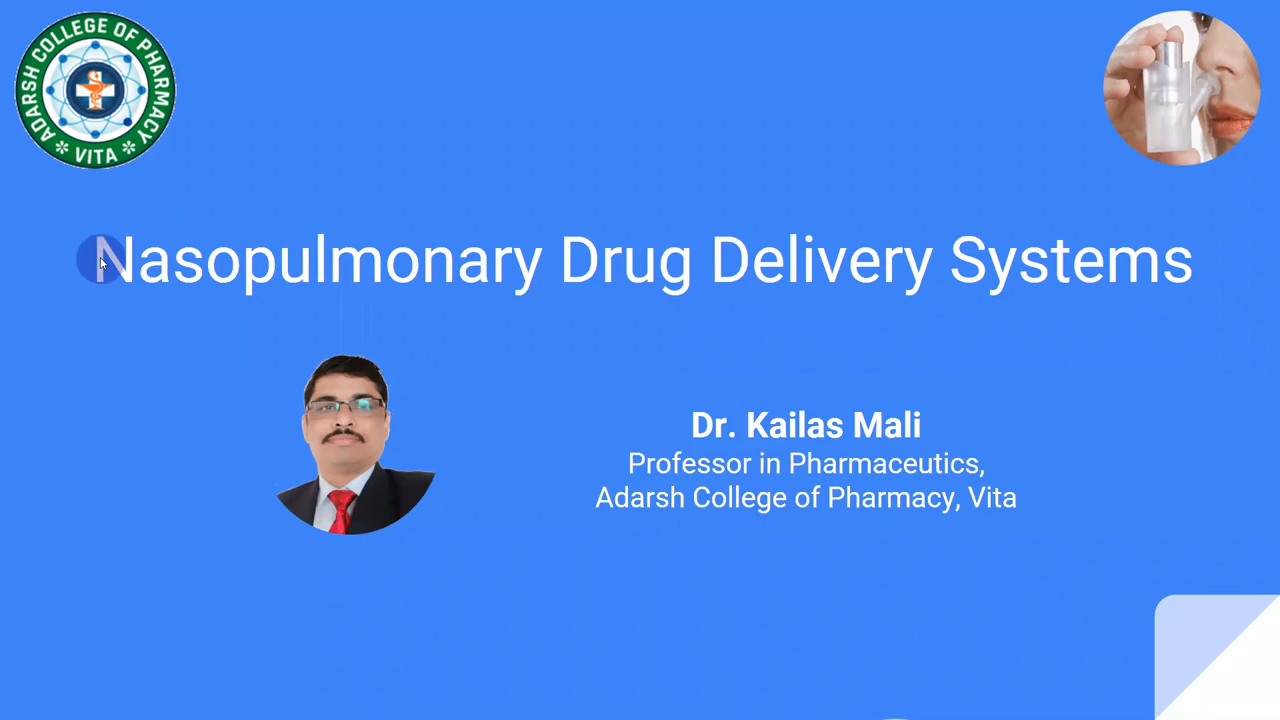 ADARSH COLLEGE OF PHARMACY
VITA
Nasopulmonary Drug Delivery Systems
Dr. Kailas Mali
Professor in Pharmaceutics,
Adarsh College of Pharmacy, Vita